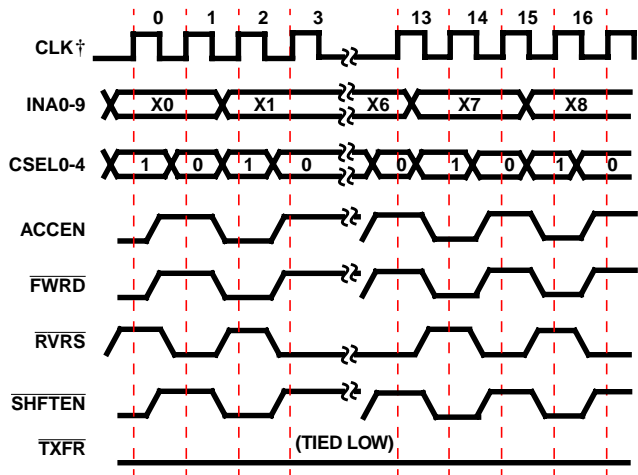 0 1 2 3 13 14 15 16
CLK†
INA0-9 X0 X1 X6 X7 X8
CSEL0-4 1 0 1 0 0 1 0 1 0
ACCEN
FWRD
RVRS
SHFTEN
(TIED LOW)
TXFR